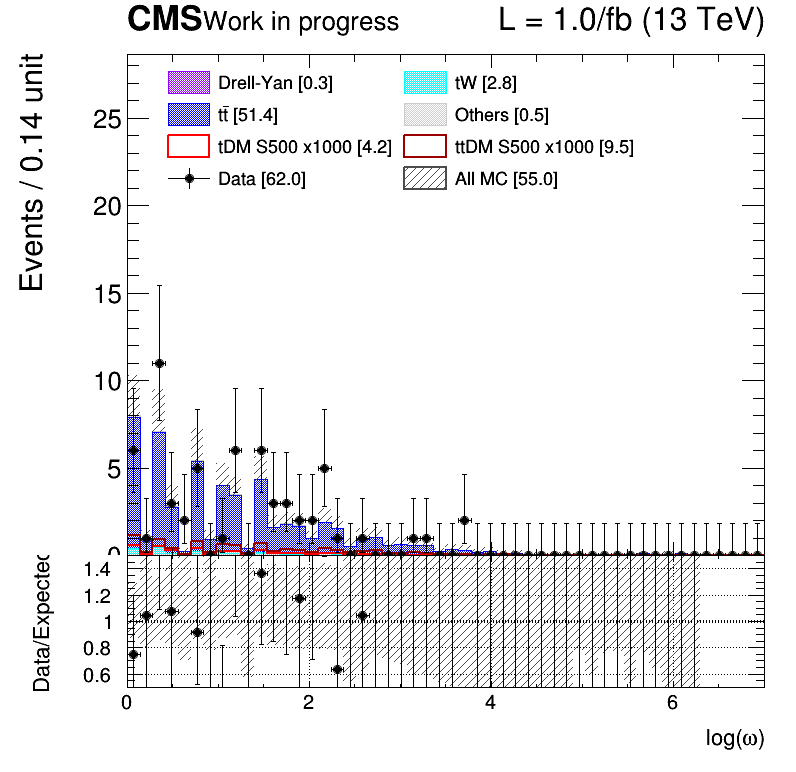 CMS Work in progress L = 1.0/fb (13 TeV)
Drell-Yan [0.3] tW [2.8]
tt̄ [51.4] Others [0.5]
tDM S500 x1000 [4.2] ttDM S500 x1000 [9.5]
Data [62.0] All MC [55.0]
Events / 0.14 unit
25
20
15
10
5
0
Data/Expected
1.4
1.2
1
0.8
0.6
0 2 4 6
log(ω)